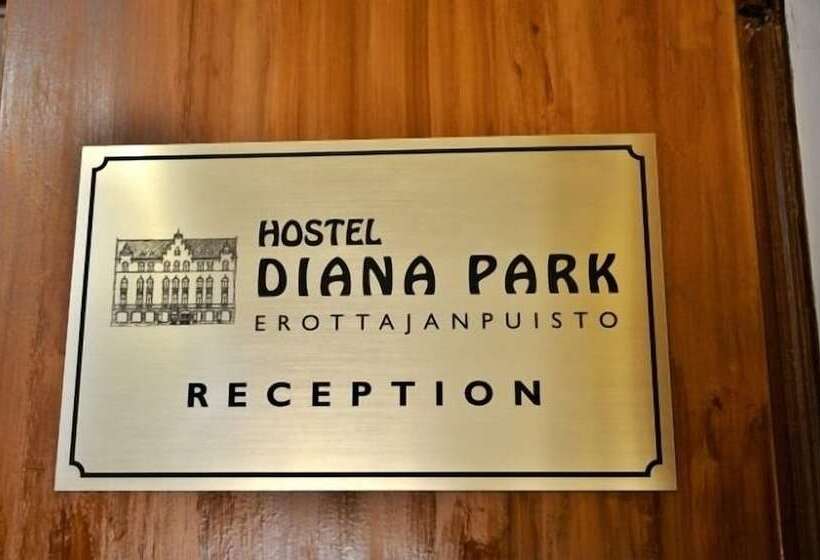 HOSTEL
DIANA PARK
EROTTAJANPUISTO
RECEPTION